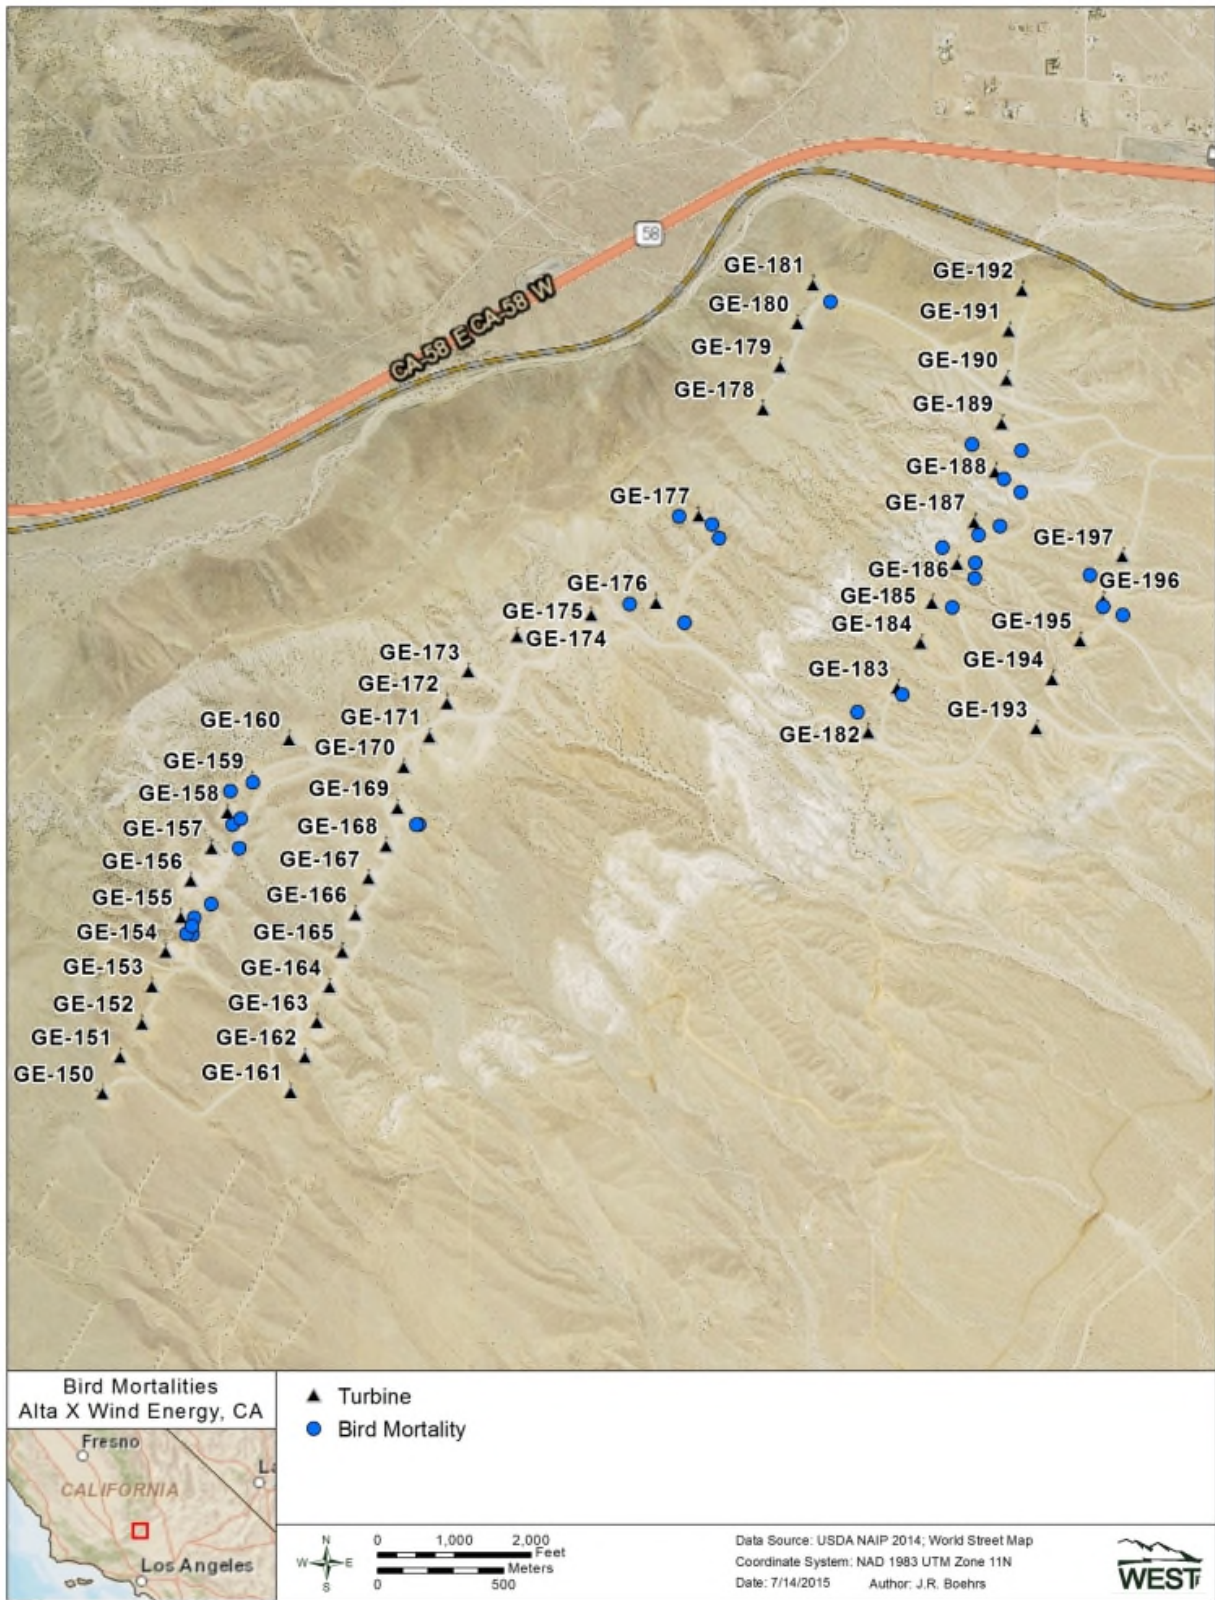 58
CA-58 E CA-58 W
GE-181
GE-192
GE-180
GE-191
GE-179
GE-190
GE-178
GE-189
GE-188
GE-177
GE-187
GE-197
GE-186
GE-196
GE-176
GE-185
GE-175
GE-174
GE-184
GE-195
GE-173
GE-183
GE-194
GE-172
GE-193
GE-160
GE-171
GE-182
GE-170
GE-159
GE-158
GE-169
GE-157
GE-168
GE-156
GE-167
GE-155
GE-166
GE-154
GE-165
GE-153
GE-164
GE-152
GE-163
GE-151
GE-162
GE-150
GE-161
Bird Mortalities
Alta X Wind Energy, CA
Turbine
Bird Mortality
Fresno
CALIFORNIA
Los Angeles
N
W E
S
0 1,000 2,000
Feet
Meters
0 500
Data Source: USDA NAIP 2014; World Street Map
Coordinate System: NAD 1983 UTM Zone 11N
Date: 7/14/2015 Author: J.R. Boehrs
WEST